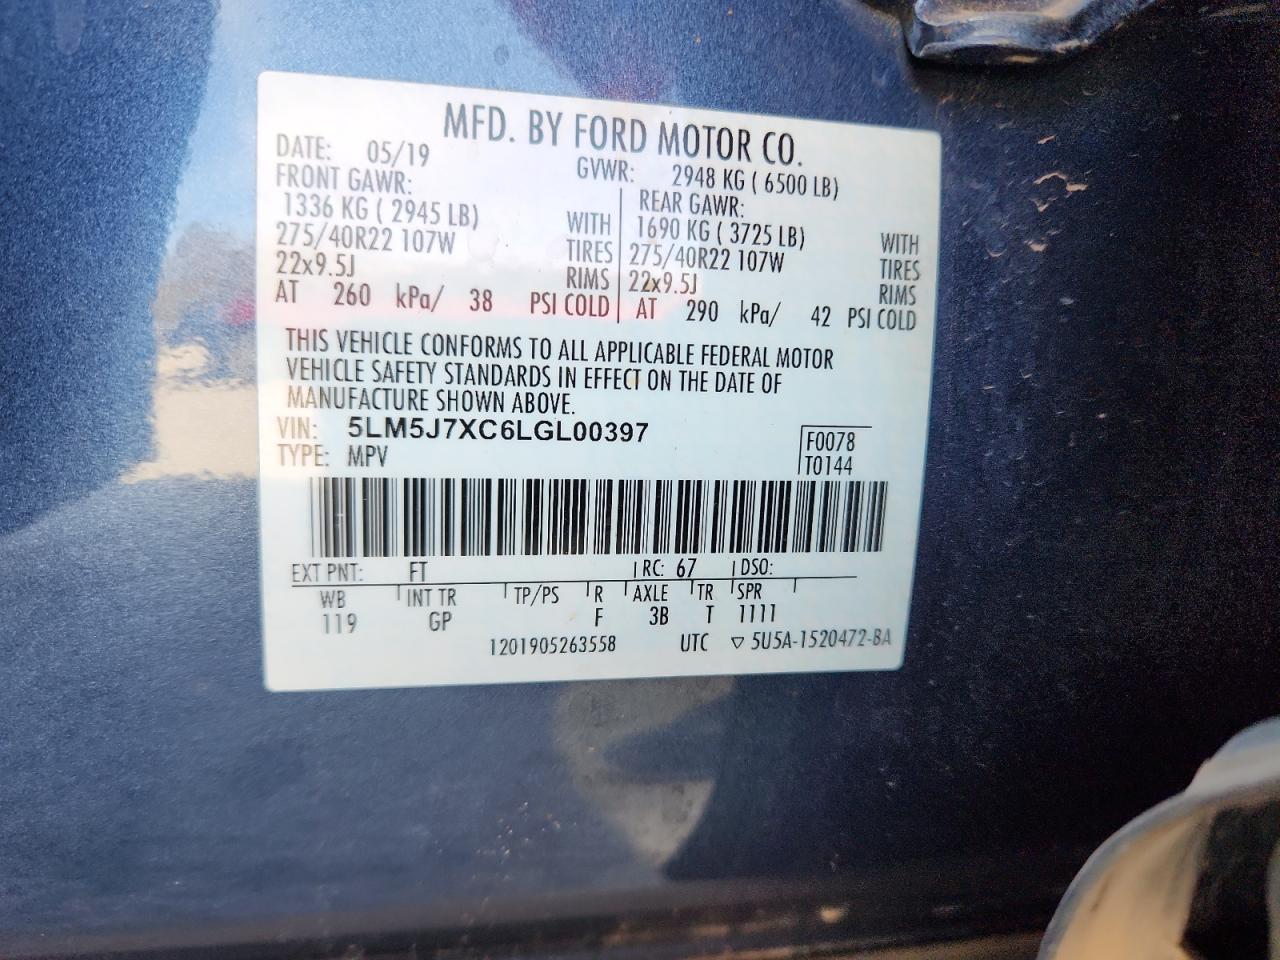 MFD. BY FORD MOTOR CO.
DATE: 05/19 GVWR: 2948 KG ( 6500 LB)
FRONT GAWR: REAR GAWR:
1336 KG ( 2945 LB) WITH 1690 KG ( 3725 LB) WITH
275/40R22 107W TIRES 275/40R22 107W TIRES
22x9.5J RIMS 22x9.5J RIMS
AT 260 kPa/ 38 PSI COLD AT 290 kPa/ 42 PSI COLD
THIS VEHICLE CONFORMS TO ALL APPLICABLE FEDERAL MOTOR
VEHICLE SAFETY STANDARDS IN EFFECT ON THE DATE OF
MANUFACTURE SHOWN ABOVE.
VIN: 5LM5J7XC6LGL00397 F0078
TYPE: MPV T0144
EXT PNT: FT RC: 67 DSO:
WB INT TR TP/PS R AXLE TR SPR
119 GP F 3B T 1111
1201905263558 UTC ▽ 5U5A-1520472-BA